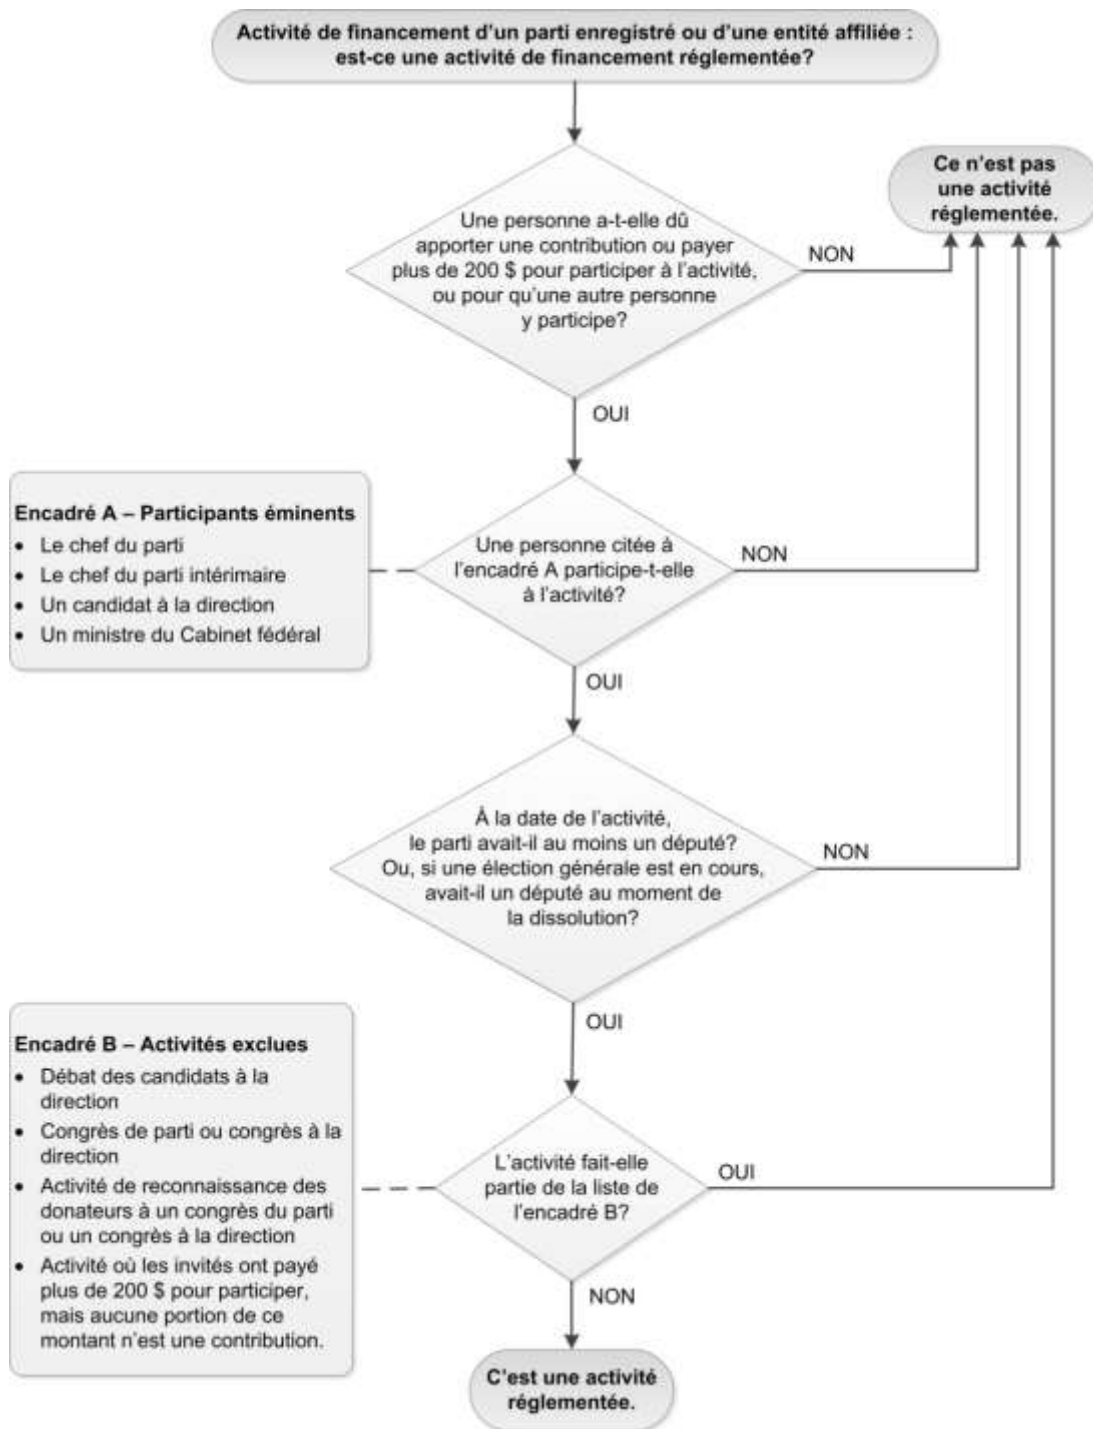 Activité de financement d'un parti enregistré ou d'une entité affiliée :
est-ce une activité de financement réglementée?
Ce n'est pas
une activité
réglementée.
Une personne a-t-elle dû
apporter une contribution ou payer
plus de 200 $ pour participer à l'activité,
ou pour qu'une autre personne
y participe?
NON
OUI
Encadré A – Participants éminents
• Le chef du parti
• Le chef du parti intérimaire
• Un candidat à la direction
• Un ministre du Cabinet fédéral
Une personne citée à
l'encadré A participe-t-elle
à l'activité?
NON
OUI
À la date de l'activité,
le parti avait-il au moins un député?
Ou, si une élection générale est en cours,
avait-il un député au moment de
la dissolution?
NON
OUI
Encadré B – Activités exclues
• Débat des candidats à la
direction
• Congrès de parti ou congrès à la
direction
• Activité de reconnaissance des
donateurs à un congrès du parti
ou un congrès à la direction
• Activité où les invités ont payé
plus de 200 $ pour participer,
mais aucune portion de ce
montant n'est une contribution.
L'activité fait-elle
partie de la liste de
l'encadré B?
OUI
NON
C'est une activité
réglementée.